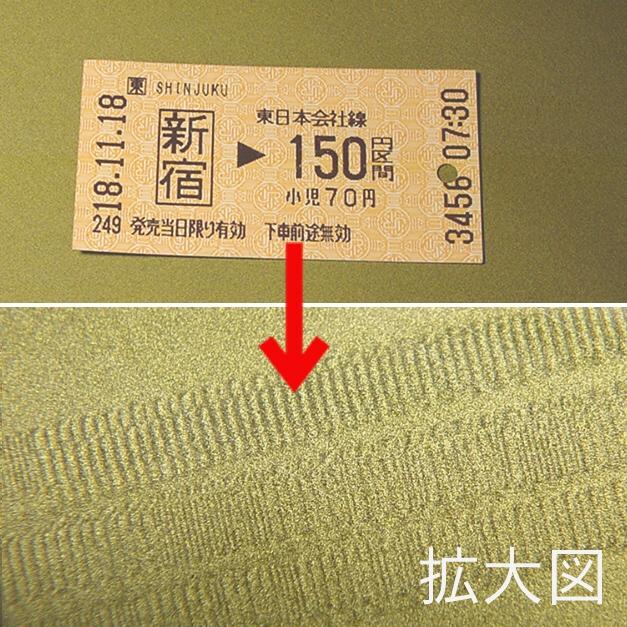 東 SHINJUKU
18.11.18
新宿
東日本会社線
▶ 150円区間
小児70円
249 発売当日限り有効 下車前途無効
3456 07:30
拡大図